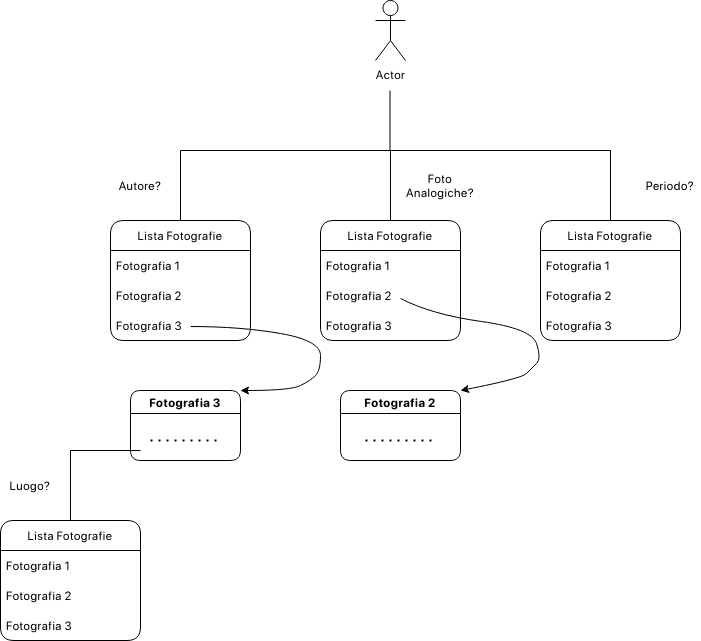 Actor
Autore?
Foto
Analogiche?
Periodo?
Lista Fotografie
Fotografia 1
Fotografia 2
Fotografia 3
Lista Fotografie
Fotografia 1
Fotografia 2
Fotografia 3
Lista Fotografie
Fotografia 1
Fotografia 2
Fotografia 3
Fotografia 3
.........
Fotografia 2
.........
Luogo?
Lista Fotografie
Fotografia 1
Fotografia 2
Fotografia 3